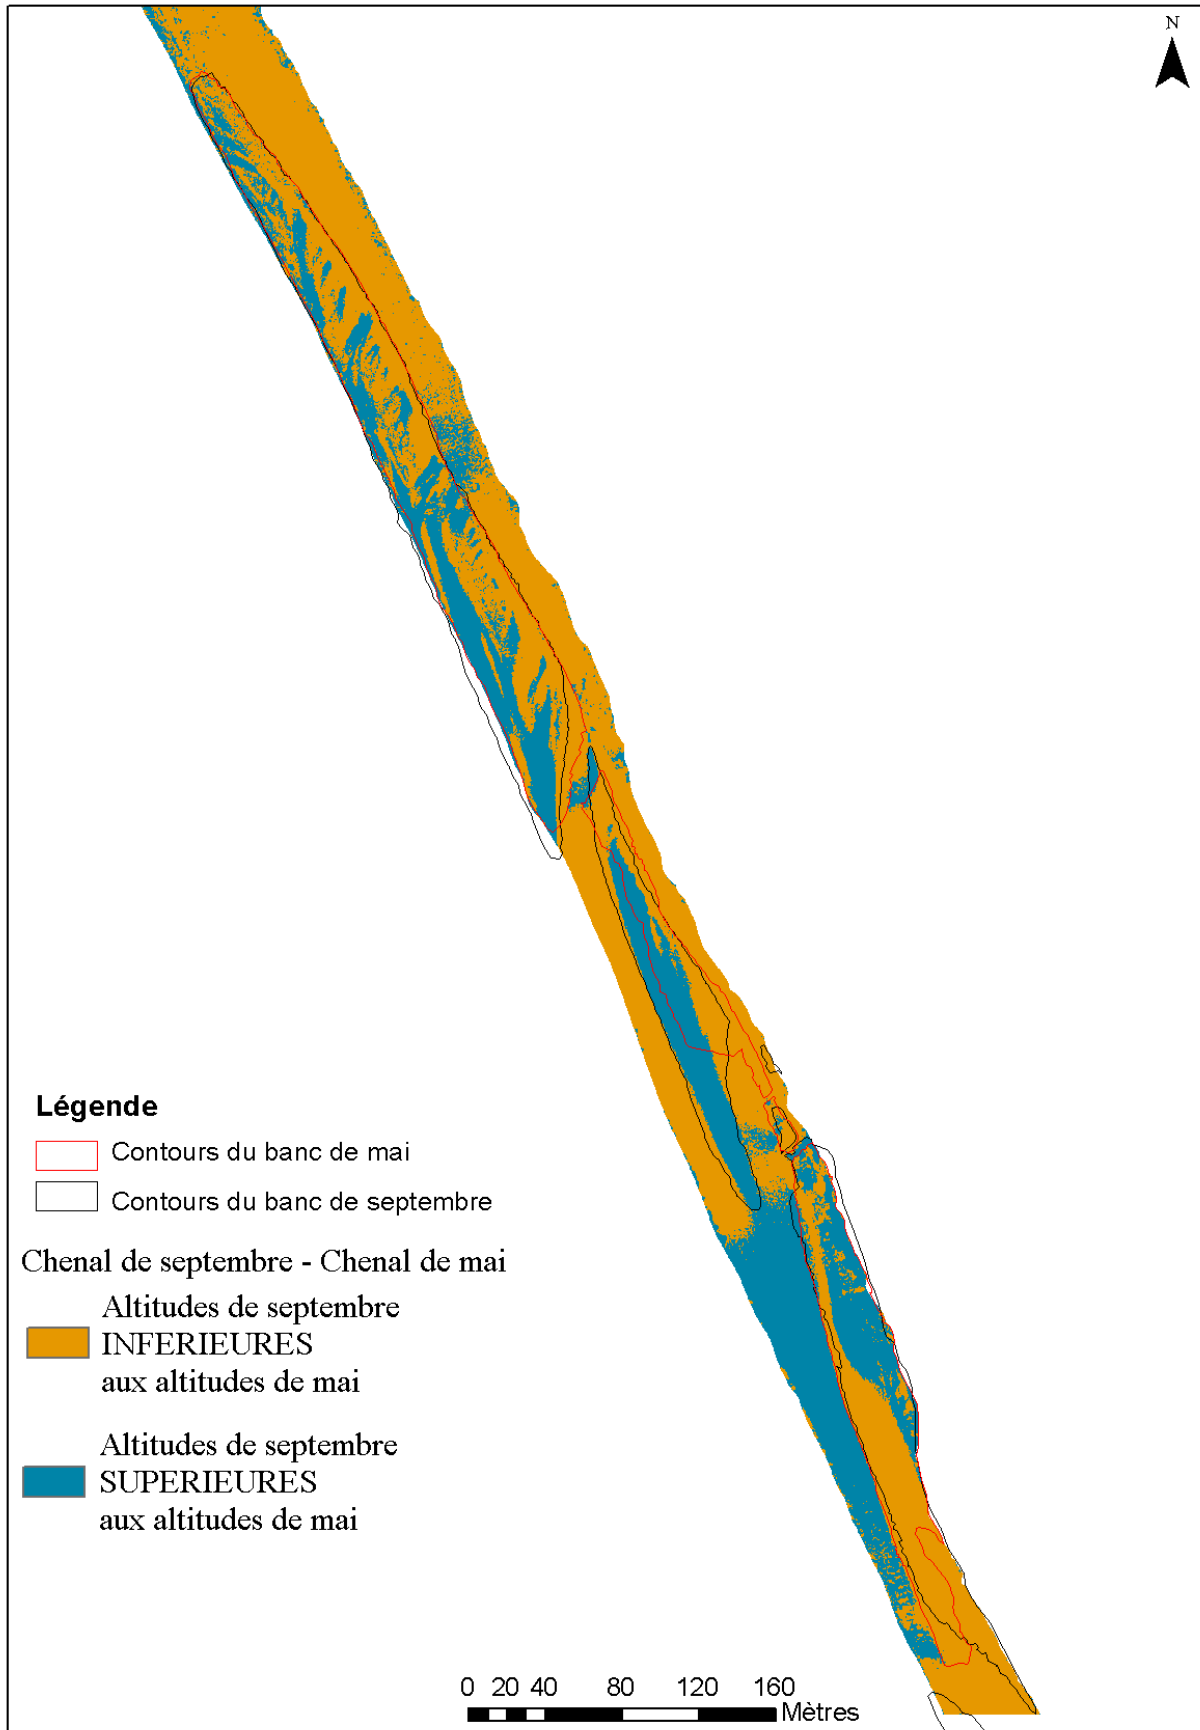 N
Légende
Contours du banc de mai
Contours du banc de septembre
Chenal de septembre - Chenal de mai
Altitudes de septembre
INFERIEURES
aux altitudes de mai
Altitudes de septembre
SUPERIEURES
aux altitudes de mai
0 20 40 80 120 160
Mètres